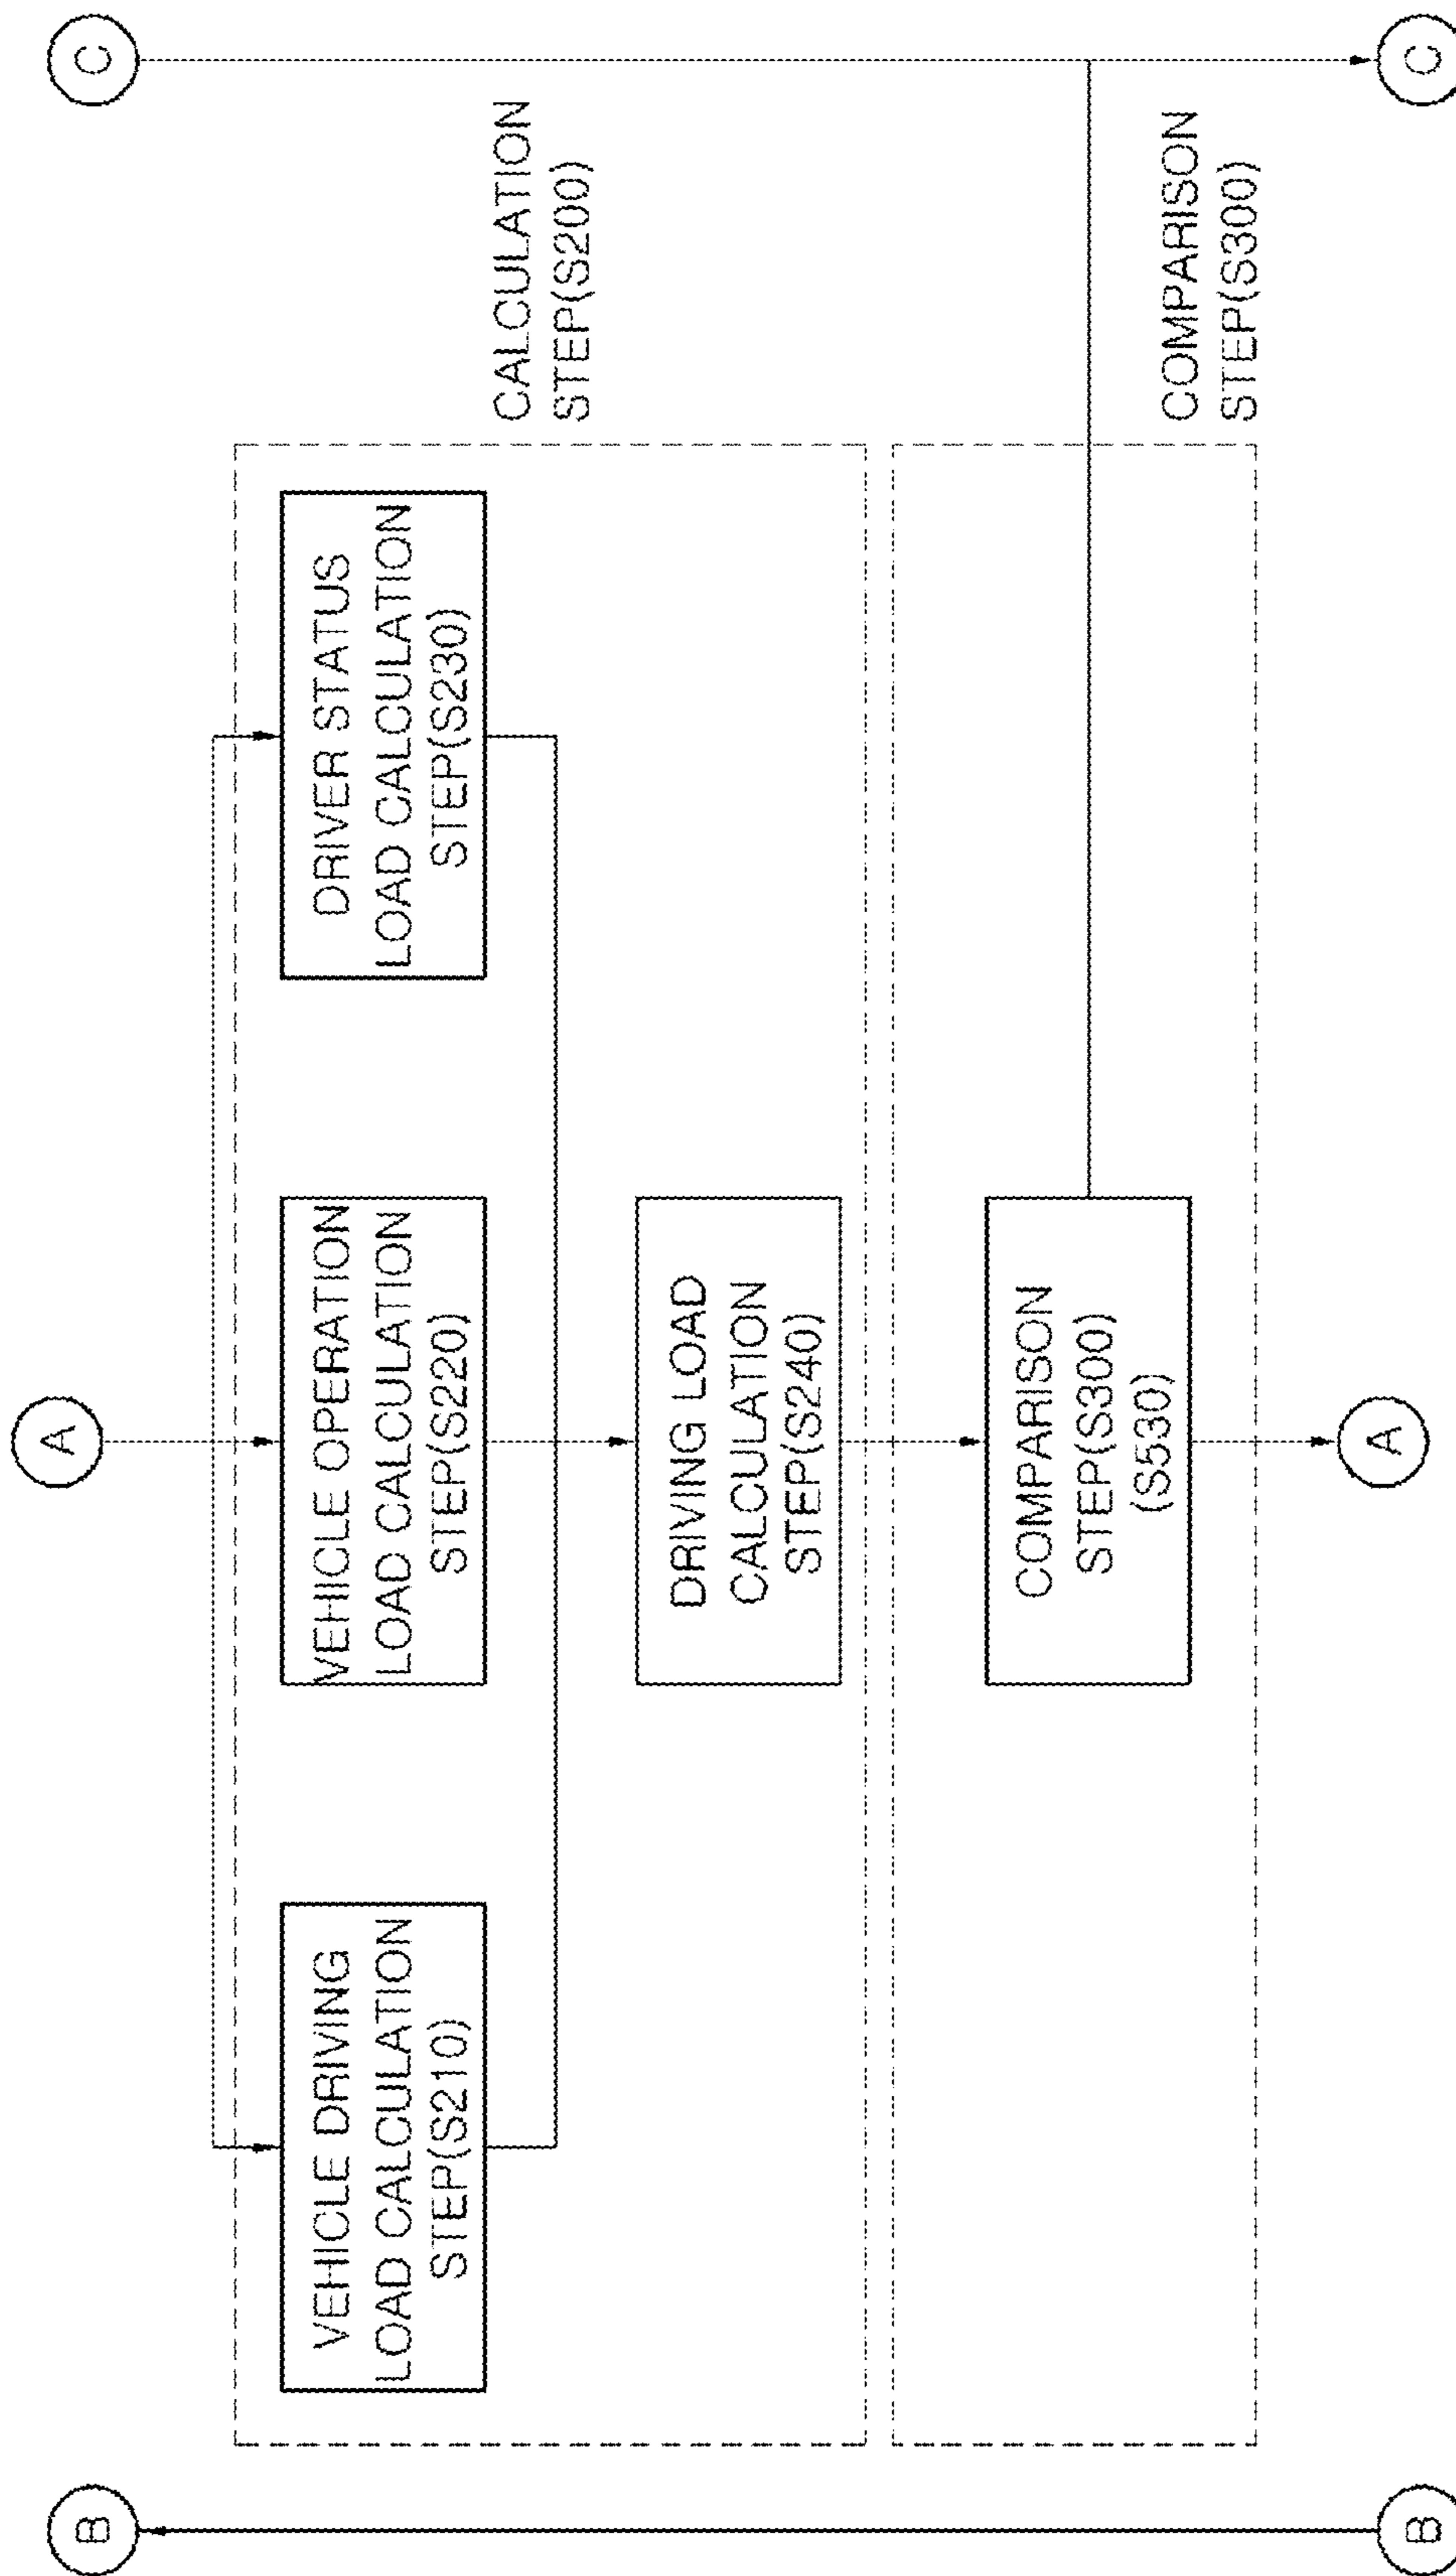 B
A
C
VEHICLE DRIVING
LOAD CALCULATION
STEP(S210)
VEHICLE OPERATION
LOAD CALCULATION
STEP(S220)
DRIVER STATUS
LOAD CALCULATION
STEP(S230)
CALCULATION
STEP(S200)
DRIVING LOAD
CALCULATION
STEP(S240)
COMPARISON
STEP(S300)
(S530)
COMPARISON
STEP(S300)
B
A
C